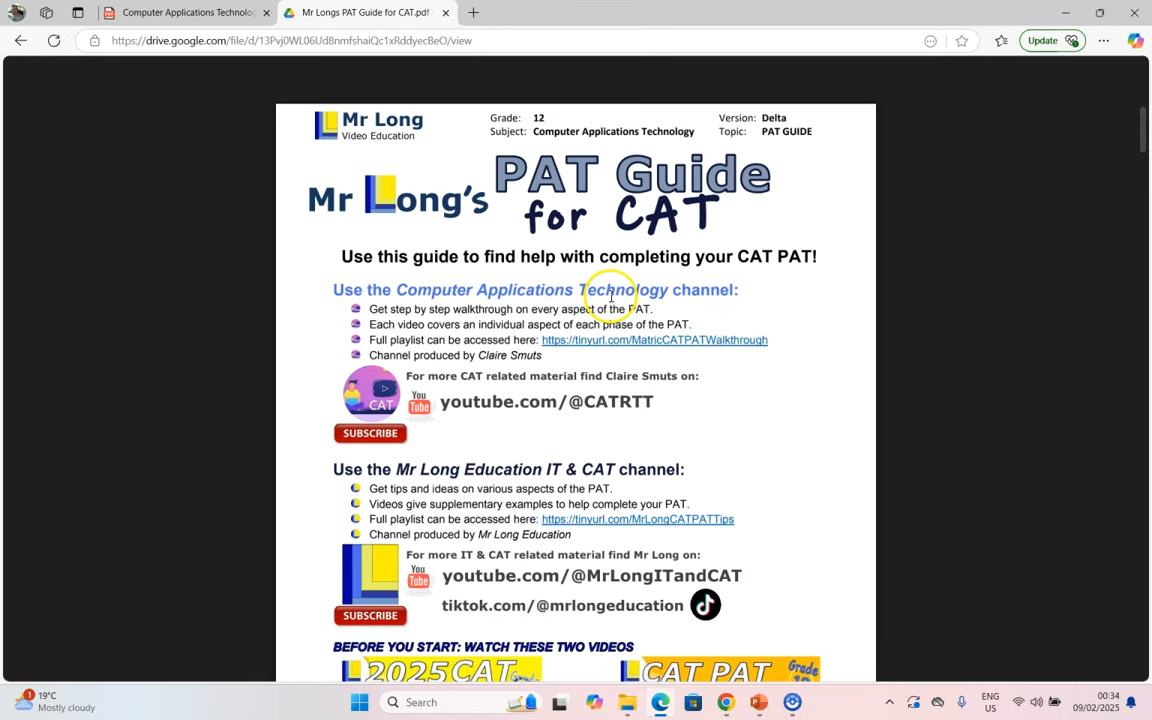 Computer Applications Technolog
Mr Longs PAT Guide for CAT.pdf
https://drive.google.com/file/d/13Pvj0WL06Ud8nmfshaiQc1xRddyecBeO/view
Update
Mr Long
Video Education
Grade: 12
Subject: Computer Applications Technology
Version: Delta
Topic: PAT GUIDE
Mr Long's PAT Guide
for CAT
Use this guide to find help with completing your CAT PAT!
Use the Computer Applications Technology channel:
Get step by step walkthrough on every aspect of the PAT.
Each video covers an individual aspect of each phase of the PAT.
Full playlist can be accessed here: https://tinyurl.com/MatricCATPATWalkthrough
Channel produced by Claire Smuts
For more CAT related material find Claire Smuts on:
CAT
You Tube
youtube.com/@CATRTT
SUBSCRIBE
Use the Mr Long Education IT & CAT channel:
Get tips and ideas on various aspects of the PAT.
Videos give supplementary examples to help complete your PAT.
Full playlist can be accessed here: https://tinyurl.com/MrLongCATPATTips
Channel produced by Mr Long Education
For more IT & CAT related material find Mr Long on:
You Tube
youtube.com/@MrLongITandCAT
tiktok.com/@mrlongeducation
SUBSCRIBE
BEFORE YOU START: WATCH THESE TWO VIDEOS
2025CAT Grade
CAT PAT Grade
1
19°C
Mostly cloudy
Search
ENG
US
00:34
09/02/2025